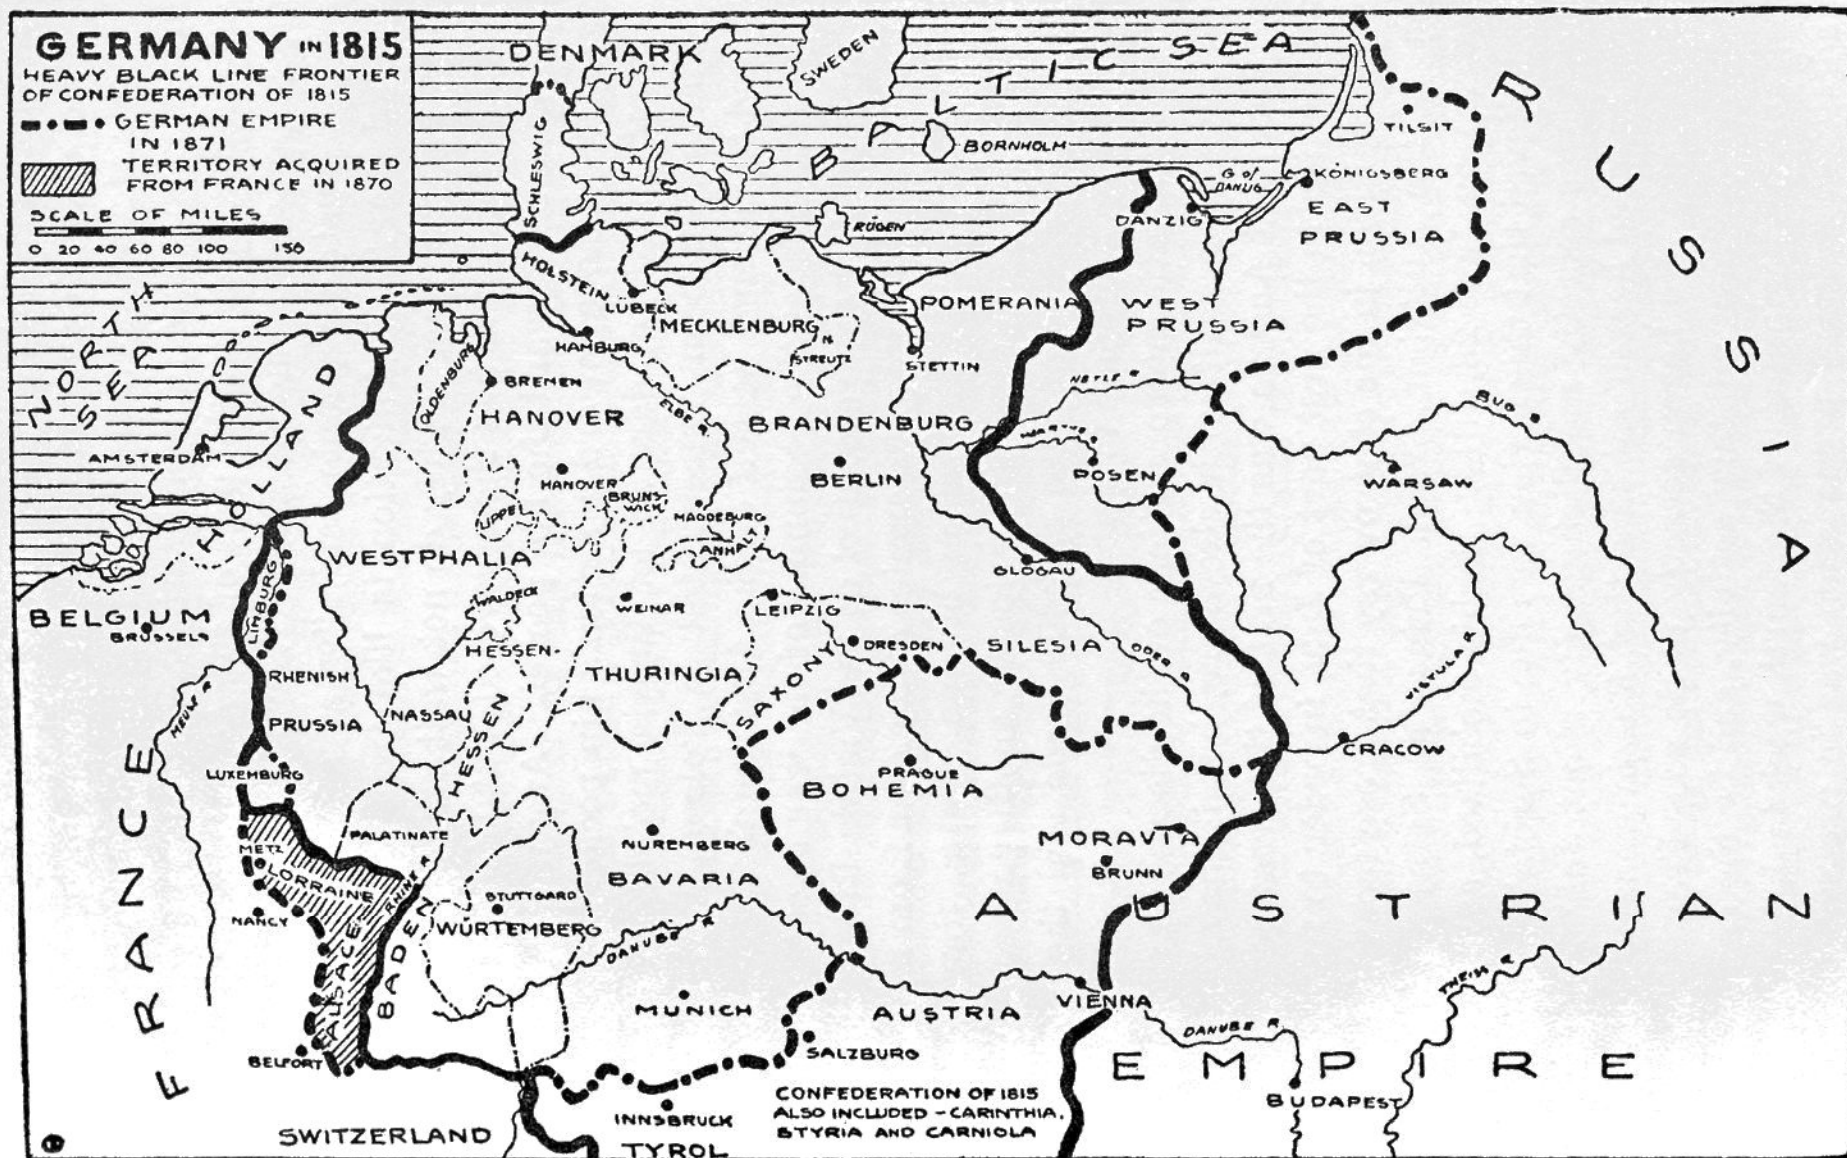 GERMANY IN 1815
HEAVY BLACK LINE FRONTIER
OF CONFEDERATION OF 1815
GERMAN EMPIRE
IN 1871
TERRITORY ACQUIRED
FROM FRANCE IN 1870
SCALE OF MILES
0 20 40 60 80 100 150
DENMARK
SWEDEN
BALTIC SEA
RUSSIA
TILSIT
BORNHOLM
G of
DANZIG
KÖNIGSBERG
EAST
PRUSSIA
SCHLESWIG
DANZIG
RÜGEN
HOLSTEIN
LÜBECK
POMERANIA
WEST
PRUSSIA
NORTH
SEA
MECKLENBURG
N.
STREUTZ
HAMBURG
STETTIN
OLDENBURG
BREMEN
NETZE R
HANOVER
ELBE R.
BRANDENBURG
BUG R
HOLLAND
AMSTERDAM
POSEN
WARSAW
HANOVER
BERLIN
BRUNS-
WICK
LIPPE
MAGDEBURG
ANHALT
WESTPHALIA
GLOGAU
LIMBURG
WALDECK
WEINAR
LEIPZIG
BELGIUM
BRUSSELS
HESSEN-
DRESDEN
SILESIA
ODER R
VISTULA R
RHENISH
PRUSSIA
THURINGIA
SAXONY
MEUSE R
NASSAU
HESSEN
CRACOW
LUXEMBURG
PRAGUE
BOHEMIA
FRANCE
PALATINATE
METZ
LORRAINE
NUREMBERG
MORAVIA
BRUNN
BAVARIA
RHINE R
STUTTGARD
WÜRTEMBERG
NANCY
ALSACE
BADEN
DANUBE R
AUSTRIAN
EMPIRE
THEISS R
MUNICH
AUSTRIA
VIENNA
DANUBE R
BELFORT
SALZBURG
CONFEDERATION OF 1815
ALSO INCLUDED - CARINTHIA,
STYRIA AND CARNIOLA
BUDAPEST
INNSBRUCK
SWITZERLAND
TYROL